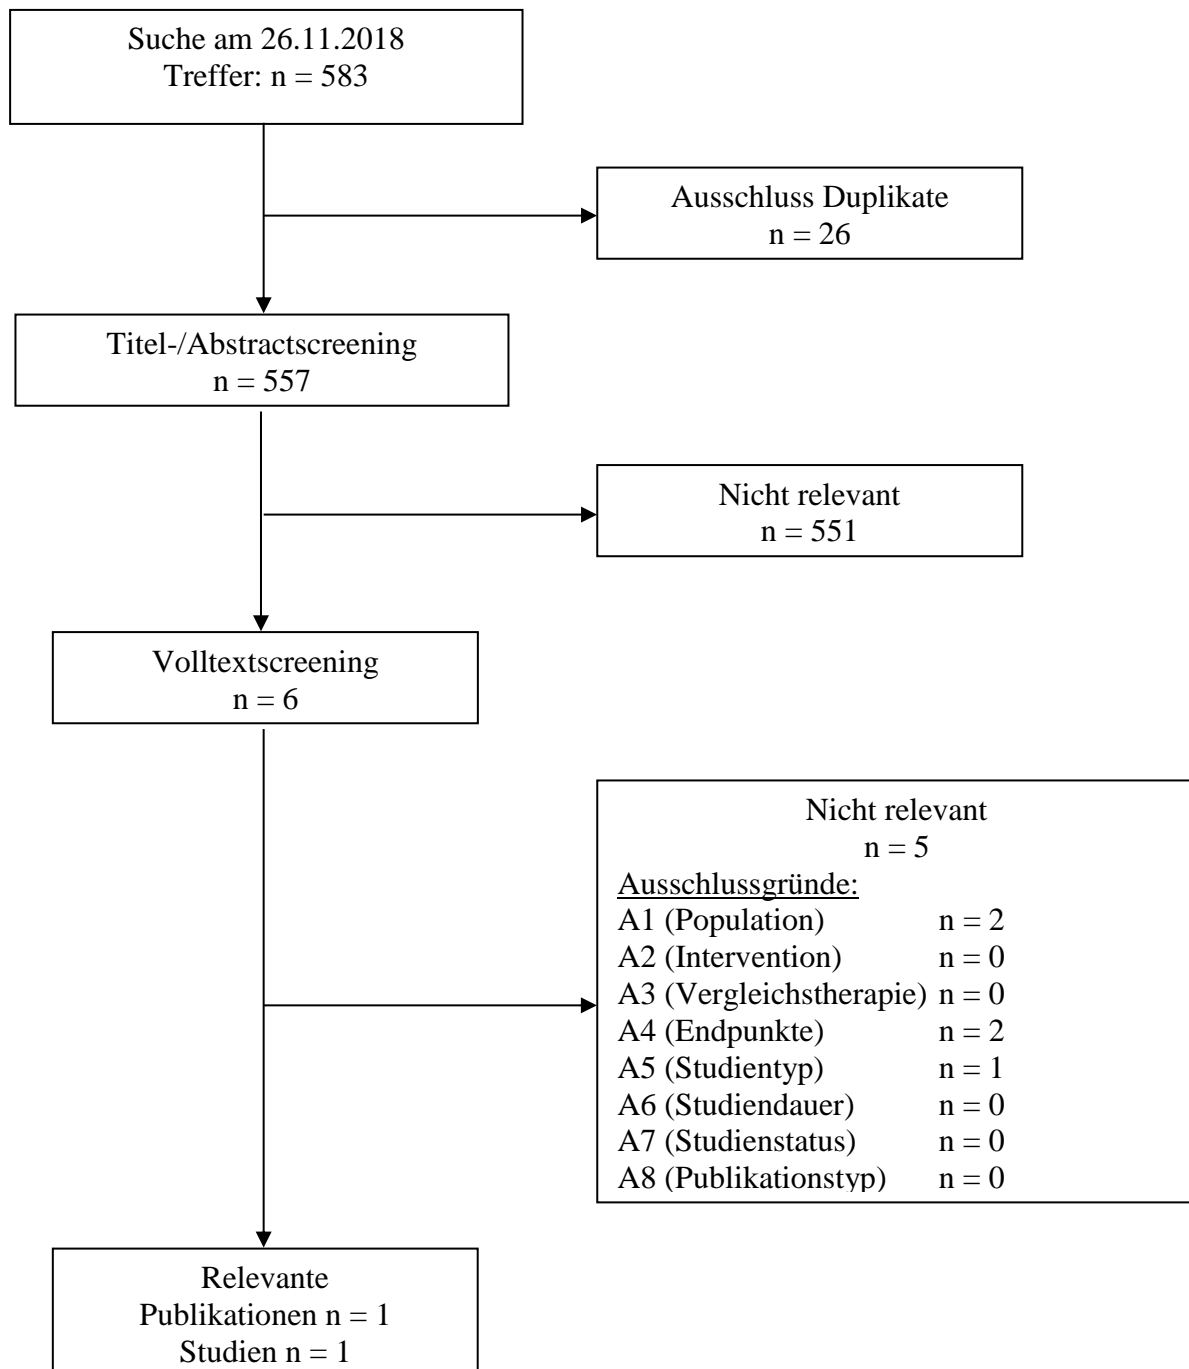 Suche am 26.11.2018
Treffer: n = 583
Ausschluss Duplikate
n = 26
Titel-/Abstractscreening
n = 557
Nicht relevant
n = 551
Volltextscreening
n = 6
Nicht relevant
n = 5
Ausschlussgründe:
A1 (Population) n = 2
A2 (Intervention) n = 0
A3 (Vergleichstherapie) n = 0
A4 (Endpunkte) n = 2
A5 (Studientyp) n = 1
A6 (Studiendauer) n = 0
A7 (Studienstatus) n = 0
A8 (Publikationstyp) n = 0
Relevante
Publikationen n = 1
Studien n = 1